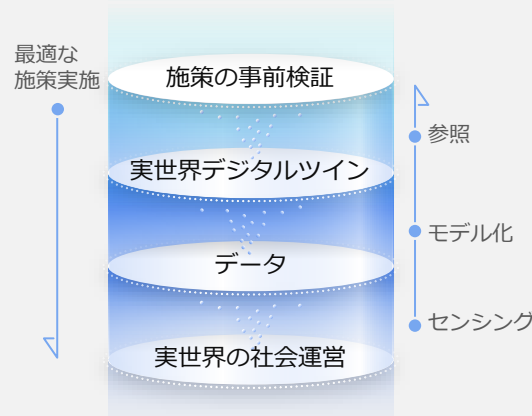 最適な
施策実施
施策の事前検証
参照
実世界デジタルツイン
モデル化
データ
センシング
実世界の社会運営